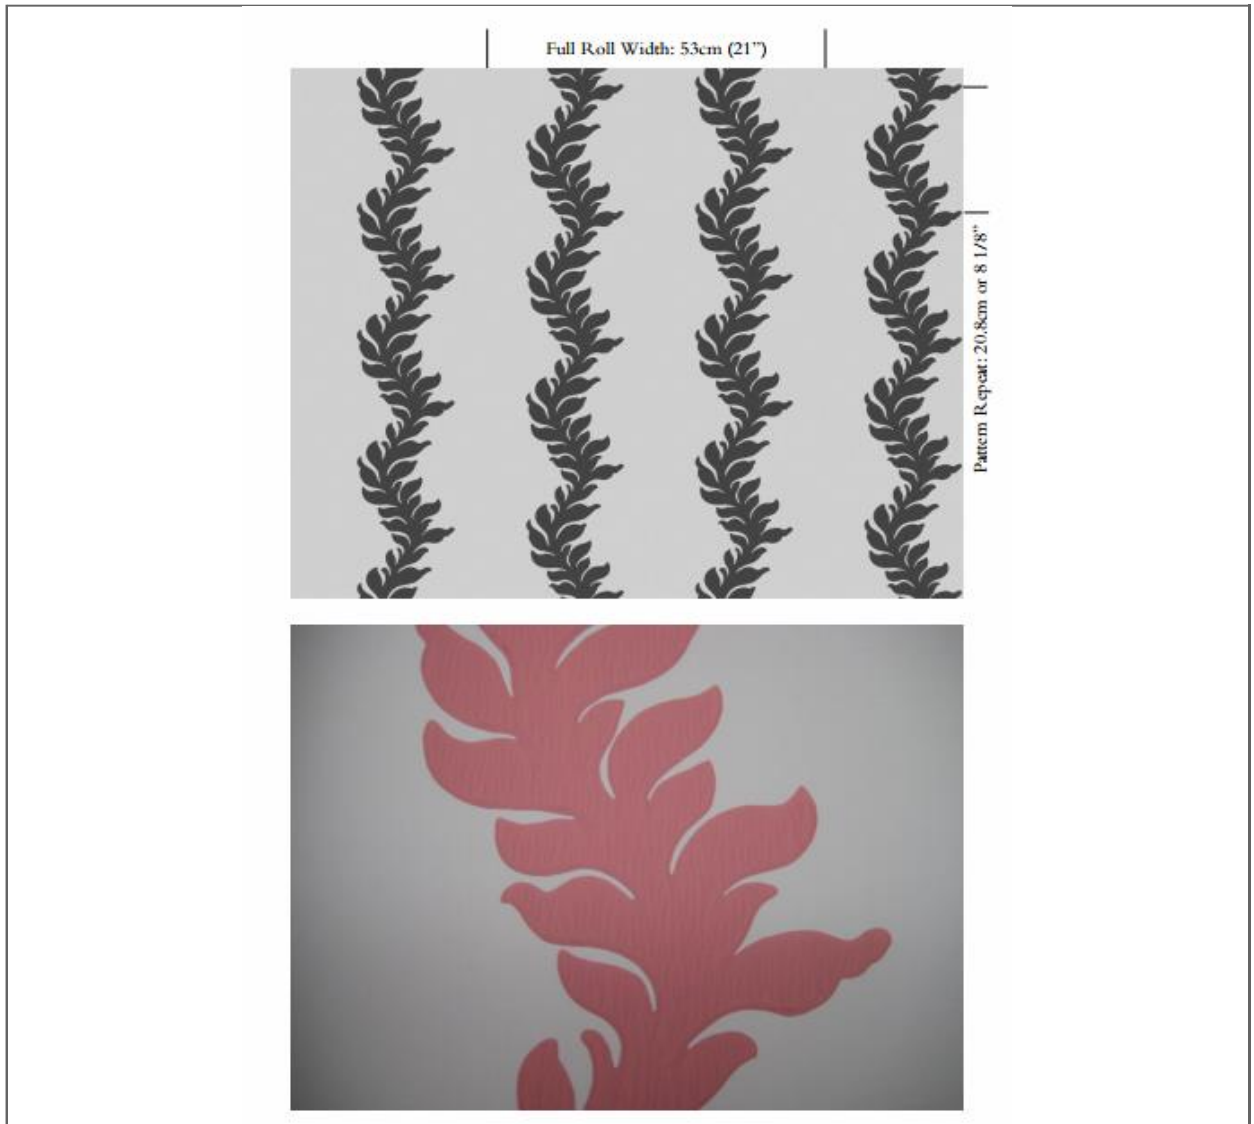 Full Roll Width: 53cm (21”)
Pattern Repeat: 20.8cm or 8 1/8”